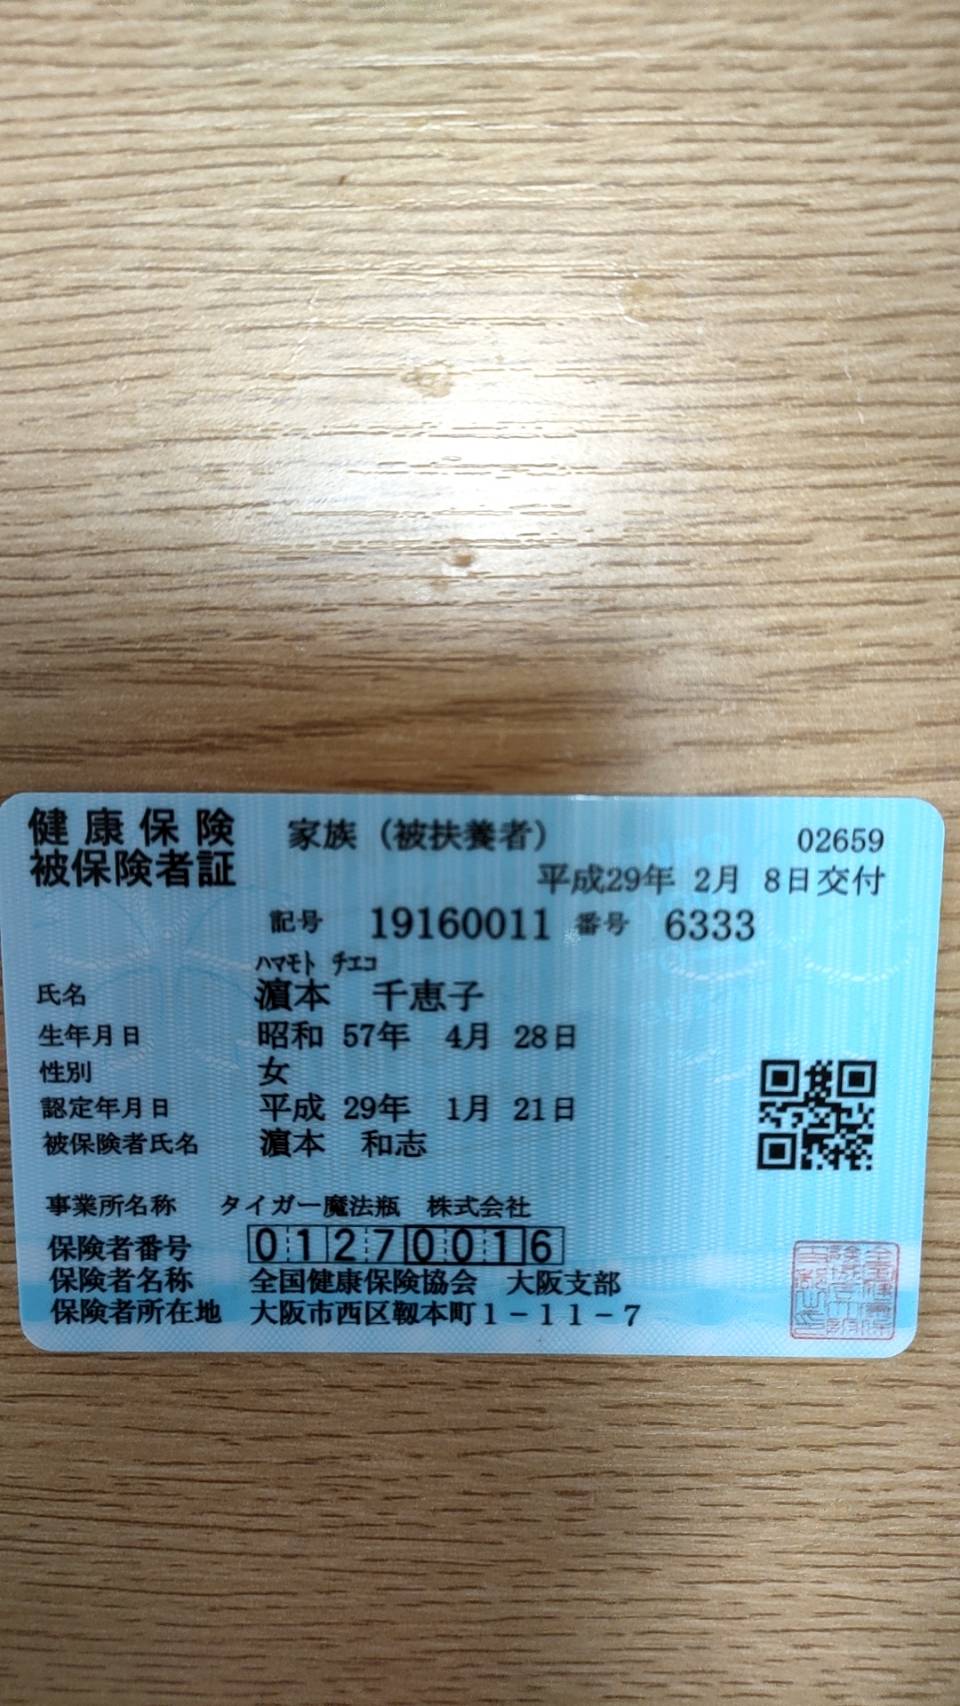 健康保険
被保険者証
家族（被扶養者）
02659
平成29年 2月 8日交付
記号 19160011 番号 6333
ﾊﾏﾓﾄ ﾁｴｺ
氏名 濵本 千恵子
生年月日 昭和 57年 4月 28日
性別 女
認定年月日 平成 29年 1月 21日
被保険者氏名 濵本 和志
事業所名称 タイガー魔法瓶 株式会社
保険者番号 01270016
保険者名称 全国健康保険協会 大阪支部
保険者所在地 大阪市西区靱本町1－11－7